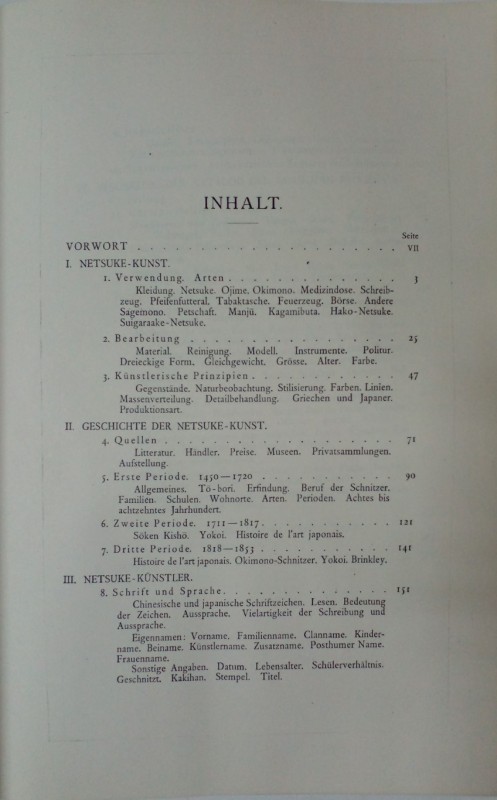 INHALT.
Seite
VORWORT . . . . . . . . . . . . . . . . . . . . VII
I. NETSUKE-KUNST.
1. Verwendung. Arten . . . . . . . . . . . . . 3
Kleidung. Netsuke. Ojime. Okimono. Medizindose. Schreib-
zeug. Pfeifenfutteral. Tabaktasche. Feuerzeug. Börse. Andere
Sagemono. Petschaft. Manjū. Kagamibuta. Hako-Netsuke.
Suigaraake-Netsuke.
2. Bearbeitung . . . . . . . . . . . . . . . . 25
Material. Reinigung. Modell. Instrumente. Politur.
Dreieckige Form. Gleichgewicht. Grösse. Alter. Farbe.
3. Künstlerische Prinzipien . . . . . . . . . . . 47
Gegenstände. Naturbeobachtung. Stilisierung. Farben. Linien.
Massenverteilung. Detailbehandlung. Griechen und Japaner.
Produktionsart.
II. GESCHICHTE DER NETSUKE-KUNST.
4. Quellen . . . . . . . . . . . . . . . . . . 71
Litteratur. Händler. Preise. Museen. Privatsammlungen.
Aufstellung.
5. Erste Periode. 1450—1720 . . . . . . . . . . . 90
Allgemeines. Tō-bori. Erfindung. Beruf der Schnitzer.
Familien. Schulen. Wohnorte. Arten. Perioden. Achtes bis
achtzehntes Jahrhundert.
6. Zweite Periode. 1711—1817. . . . . . . . . . . 121
Sōken Kishō. Yokoi. Histoire de l'art japonais.
7. Dritte Periode. 1818—1853 . . . . . . . . . . . 141
Histoire de l'art japonais. Okimono-Schnitzer. Yokoi. Brinkley.
III. NETSUKE-KÜNSTLER.
8. Schrift und Sprache. . . . . . . . . . . . . . 151
Chinesische und japanische Schriftzeichen. Lesen. Bedeutung
der Zeichen. Aussprache. Vielartigkeit der Schreibung und
Aussprache.
Eigennamen: Vorname. Familienname. Clanname. Kinder-
name. Beiname. Künstlername. Zusatzname. Posthumer Name.
Frauenname.
Sonstige Angaben. Datum. Lebensalter. Schülerverhältnis.
Geschnitzt. Kakihan. Stempel. Titel.